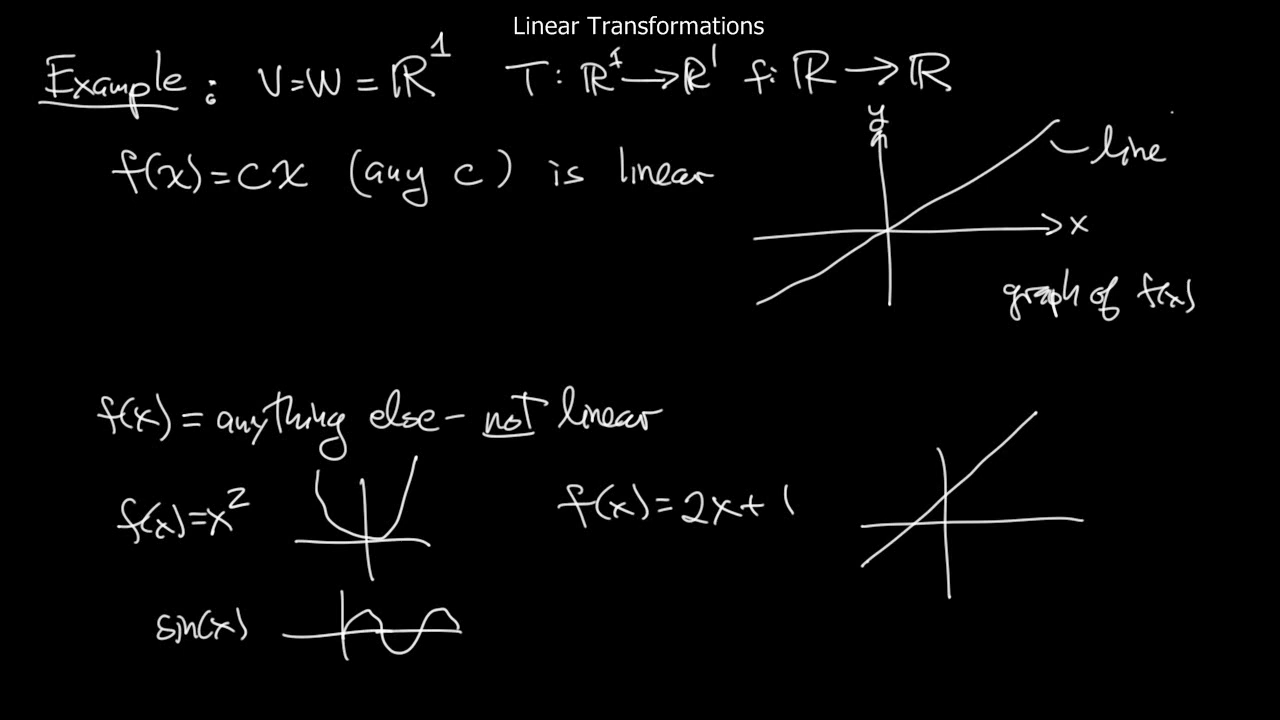 Linear Transformations
Example: V=W=ℝ¹ T: ℝ¹→ℝ¹ f: ℝ→ℝ
y
f(x)=cx (any c) is linear
line
x
graph of f(x)
f(x)= anything else - not linear
f(x)=x²
f(x)=2x+1
sin(x)